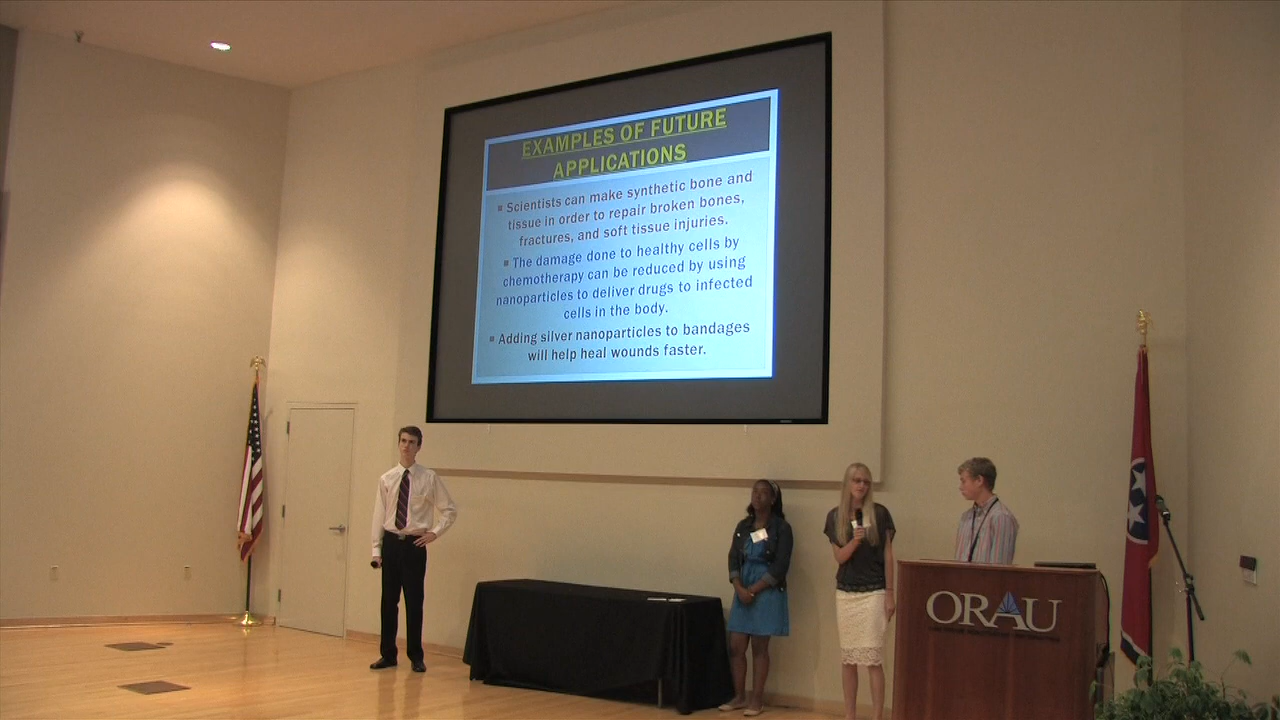 EXAMPLES OF FUTURE
APPLICATIONS
▪ Scientists can make synthetic bone and
tissue in order to repair broken bones,
fractures, and soft tissue injuries.
▪ The damage done to healthy cells by
chemotherapy can be reduced by using
nanoparticles to deliver drugs to infected
cells in the body.
▪ Adding silver nanoparticles to bandages
will help heal wounds faster.
ORAU